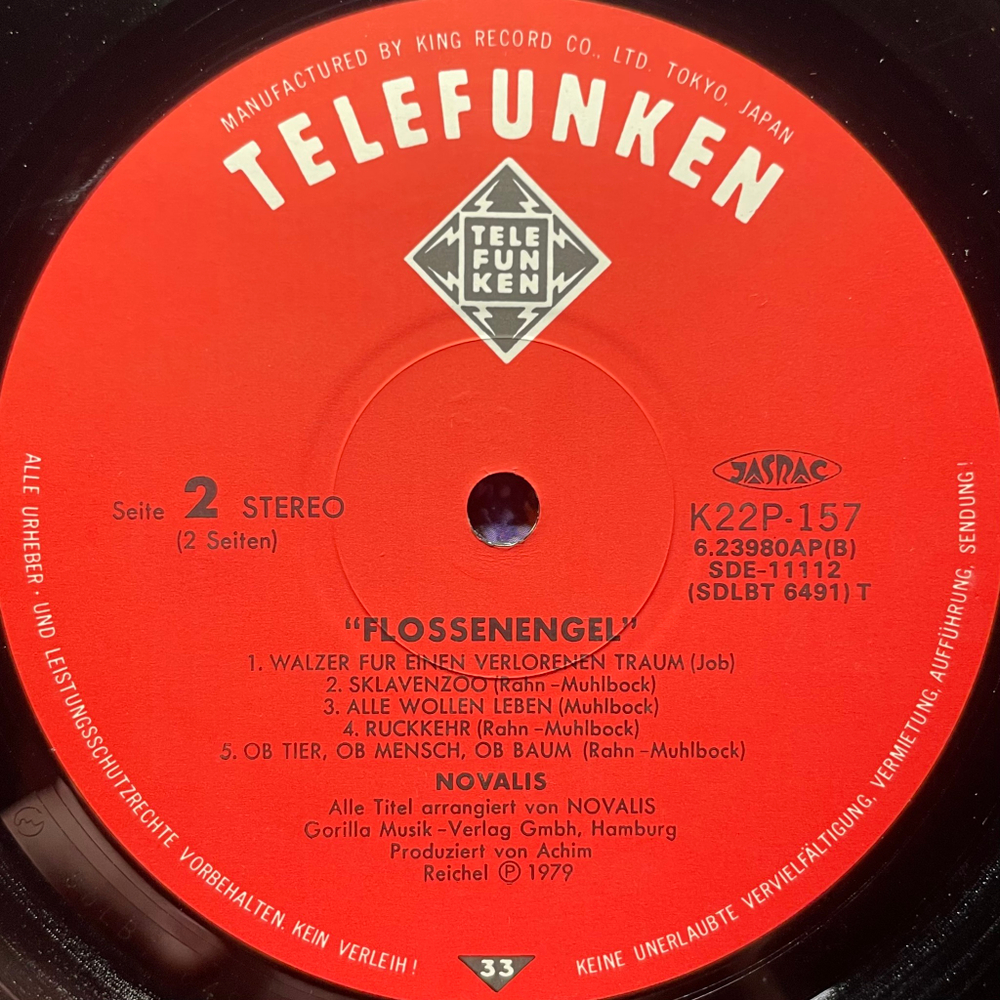 MANUFACTURED BY KING RECORD CO., LTD. TOKYO, JAPAN
TELEFUNKEN
TELE
FUN
KEN
JASRAC
Seite 2 STEREO
(2 Seiten)
K22P-157
6.23980AP(B)
SDE-11112
(SDLBT 6491) T
"FLOSSENENGEL"
1. WALZER FUR EINEN VERLORENEN TRAUM (Job)
2. SKLAVENZOO (Rahn-Muhlbock)
3. ALLE WOLLEN LEBEN (Muhlbock)
4. RUCKKEHR (Rahn-Muhlbock)
5. OB TIER, OB MENSCH, OB BAUM (Rahn-Muhlbock)
NOVALIS
Alle Titel arrangiert von NOVALIS
Gorilla Musik-Verlag Gmbh, Hamburg
Produziert von Achim
Reichel Ⓟ 1979
ALLE URHEBER- UND LEISTUNGSSCHUTZRECHTE VORBEHALTEN. KEIN VERLEIH!
33
KEINE UNERLAUBTE VERVIELFÄLTIGUNG, VERMIETUNG, AUFFÜHRUNG, SENDUNG!